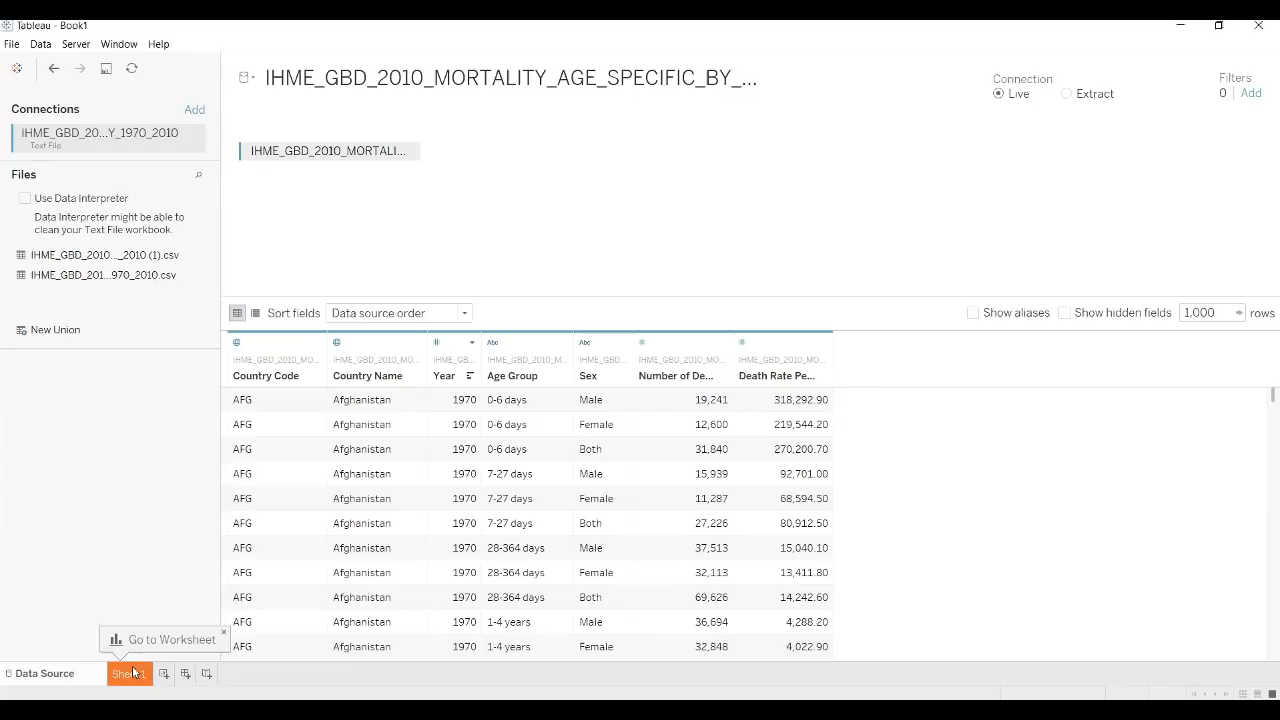 Tableau - Book1
File Data Server Window Help
IHME_GBD_2010_MORTALITY_AGE_SPECIFIC_BY_...
Connection
Live Extract
Filters
0 Add
Connections Add
IHME_GBD_20...Y_1970_2010
Text File
IHME_GBD_2010_MORTALI...
Files
Use Data Interpreter
Data Interpreter might be able to
clean your Text File workbook.
IHME_GBD_2010..._2010 (1).csv
IHME_GBD_201...970_2010.csv
New Union
Sort fields Data source order Show aliases Show hidden fields 1,000 rows
Abc Abc
IHME_GBD_2010_MO... IHME_GBD_2010_MO... IHME_GB... IHME_GBD_2010_M... IHME_GBD... IHME_GBD_2010_MO... IHME_GBD_2010_MO...
Country Code Country Name Year Age Group Sex Number of De... Death Rate Pe...
AFG Afghanistan 1970 0-6 days Male 19,241 318,292.90
AFG Afghanistan 1970 0-6 days Female 12,600 219,544.20
AFG Afghanistan 1970 0-6 days Both 31,840 270,200.70
AFG Afghanistan 1970 7-27 days Male 15,939 92,701.00
AFG Afghanistan 1970 7-27 days Female 11,287 68,594.50
AFG Afghanistan 1970 7-27 days Both 27,226 80,912.50
AFG Afghanistan 1970 28-364 days Male 37,513 15,040.10
AFG Afghanistan 1970 28-364 days Female 32,113 13,411.80
AFG Afghanistan 1970 28-364 days Both 69,626 14,242.60
AFG Afghanistan 1970 1-4 years Male 36,694 4,288.20
AFG Afghanistan 1970 1-4 years Female 32,848 4,022.90
Go to Worksheet
Data Source